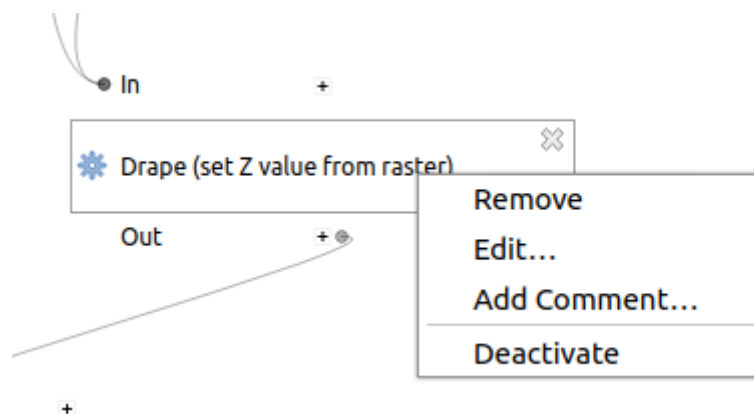 In
+
Drape (set Z value from raster)
Remove
Edit...
Add Comment...
Deactivate
Out
+
+